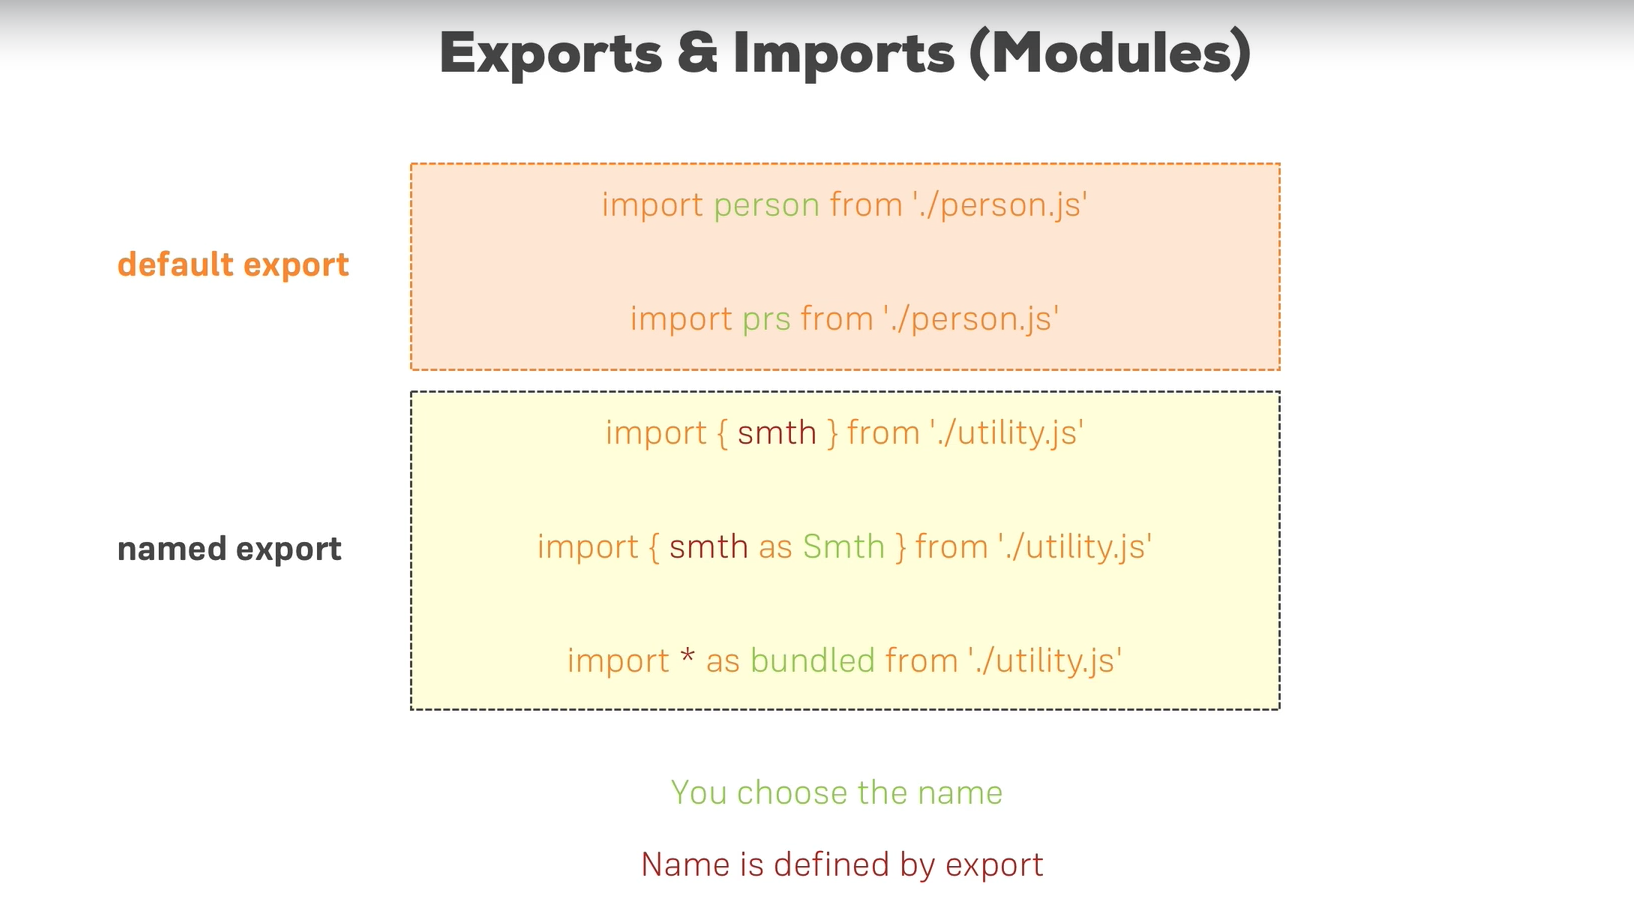 Exports & Imports (Modules)
default export
import person from './person.js'
import prs from './person.js'
named export
import { smth } from './utility.js'
import { smth as Smth } from './utility.js'
import * as bundled from './utility.js'
You choose the name
Name is defined by export